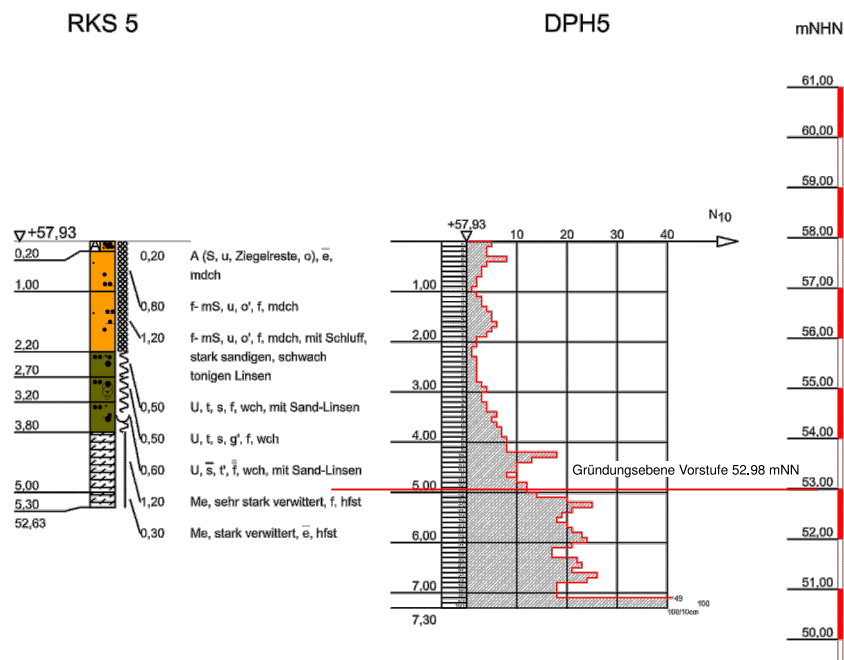 RKS 5
DPH5
mNHN
+57,93
0,20
1,00
2,20
2,70
3,20
3,80
5,00
5,30
52,63
A
0,20 A (S, u, Ziegelreste, o), e̅,
mdch
0,80 f- mS, u, o', f, mdch
1,20 f- mS, u, o', f, mdch, mit Schluff,
stark sandigen, schwach
tonigen Linsen
0,50 U, t, s, f, wch, mit Sand-Linsen
0,50 U, t, s, g', f, wch
0,60 U, s̅, t', f̿, wch, mit Sand-Linsen
1,20 Me, sehr stark verwittert, f, hfst
0,30 Me, stark verwittert, e̅, hfst
+57,93
10 20 30 40
N10
1,00
2,00
3,00
4,00
5,00
6,00
7,00
7,30
49
100
100/10cm
Gründungsebene Vorstufe 52.98 mNN
61,00
60,00
59,00
58,00
57,00
56,00
55,00
54,00
53,00
52,00
51,00
50,00